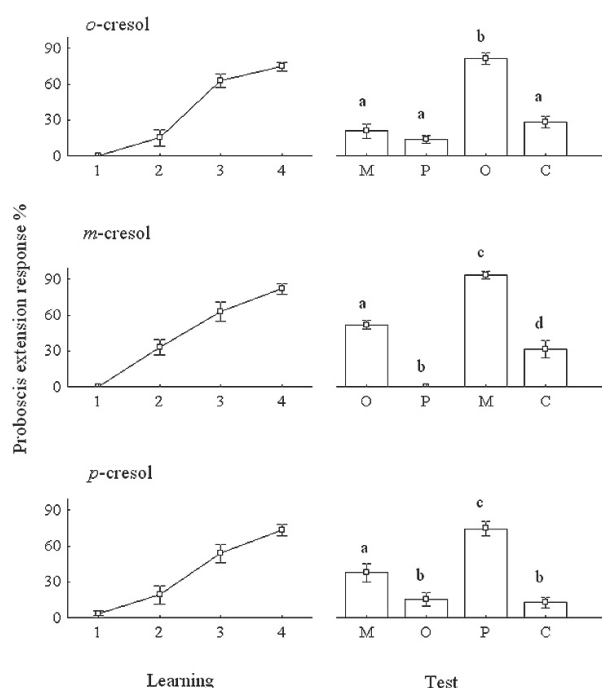 o-cresol
90
60
30
0
1 2 3 4
a a b a
M P O C
m-cresol
90
60
30
0
1 2 3 4
a b c d
O P M C
p-cresol
90
60
30
0
1 2 3 4
a b c b
M O P C
Proboscis extension response %
Learning Test